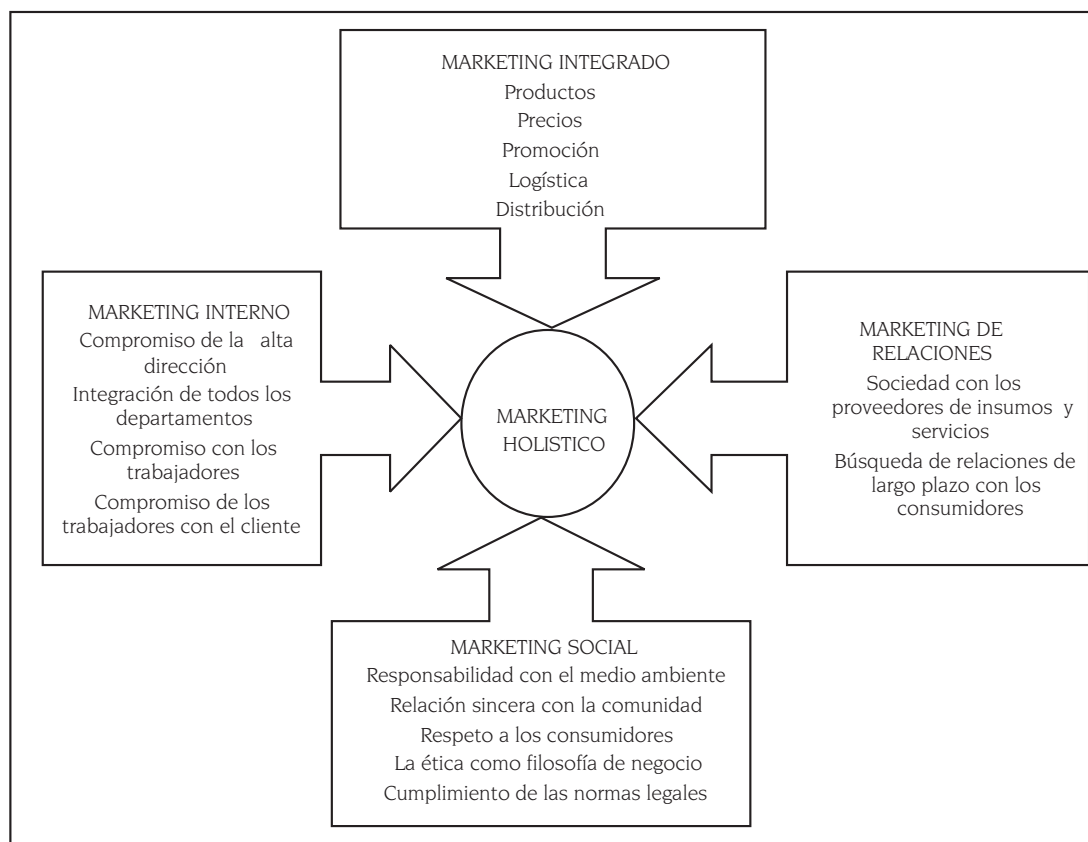 MARKETING INTEGRADO
Productos
Precios
Promoción
Logística
Distribución
MARKETING INTERNO
Compromiso de la alta
dirección
Integración de todos los
departamentos
Compromiso con los
trabajadores
Compromiso de los
trabajadores con el cliente
MARKETING
HOLISTICO
MARKETING DE
RELACIONES
Sociedad con los
proveedores de insumos y
servicios
Búsqueda de relaciones de
largo plazo con los
consumidores
MARKETING SOCIAL
Responsabilidad con el medio ambiente
Relación sincera con la comunidad
Respeto a los consumidores
La ética como filosofía de negocio
Cumplimiento de las normas legales